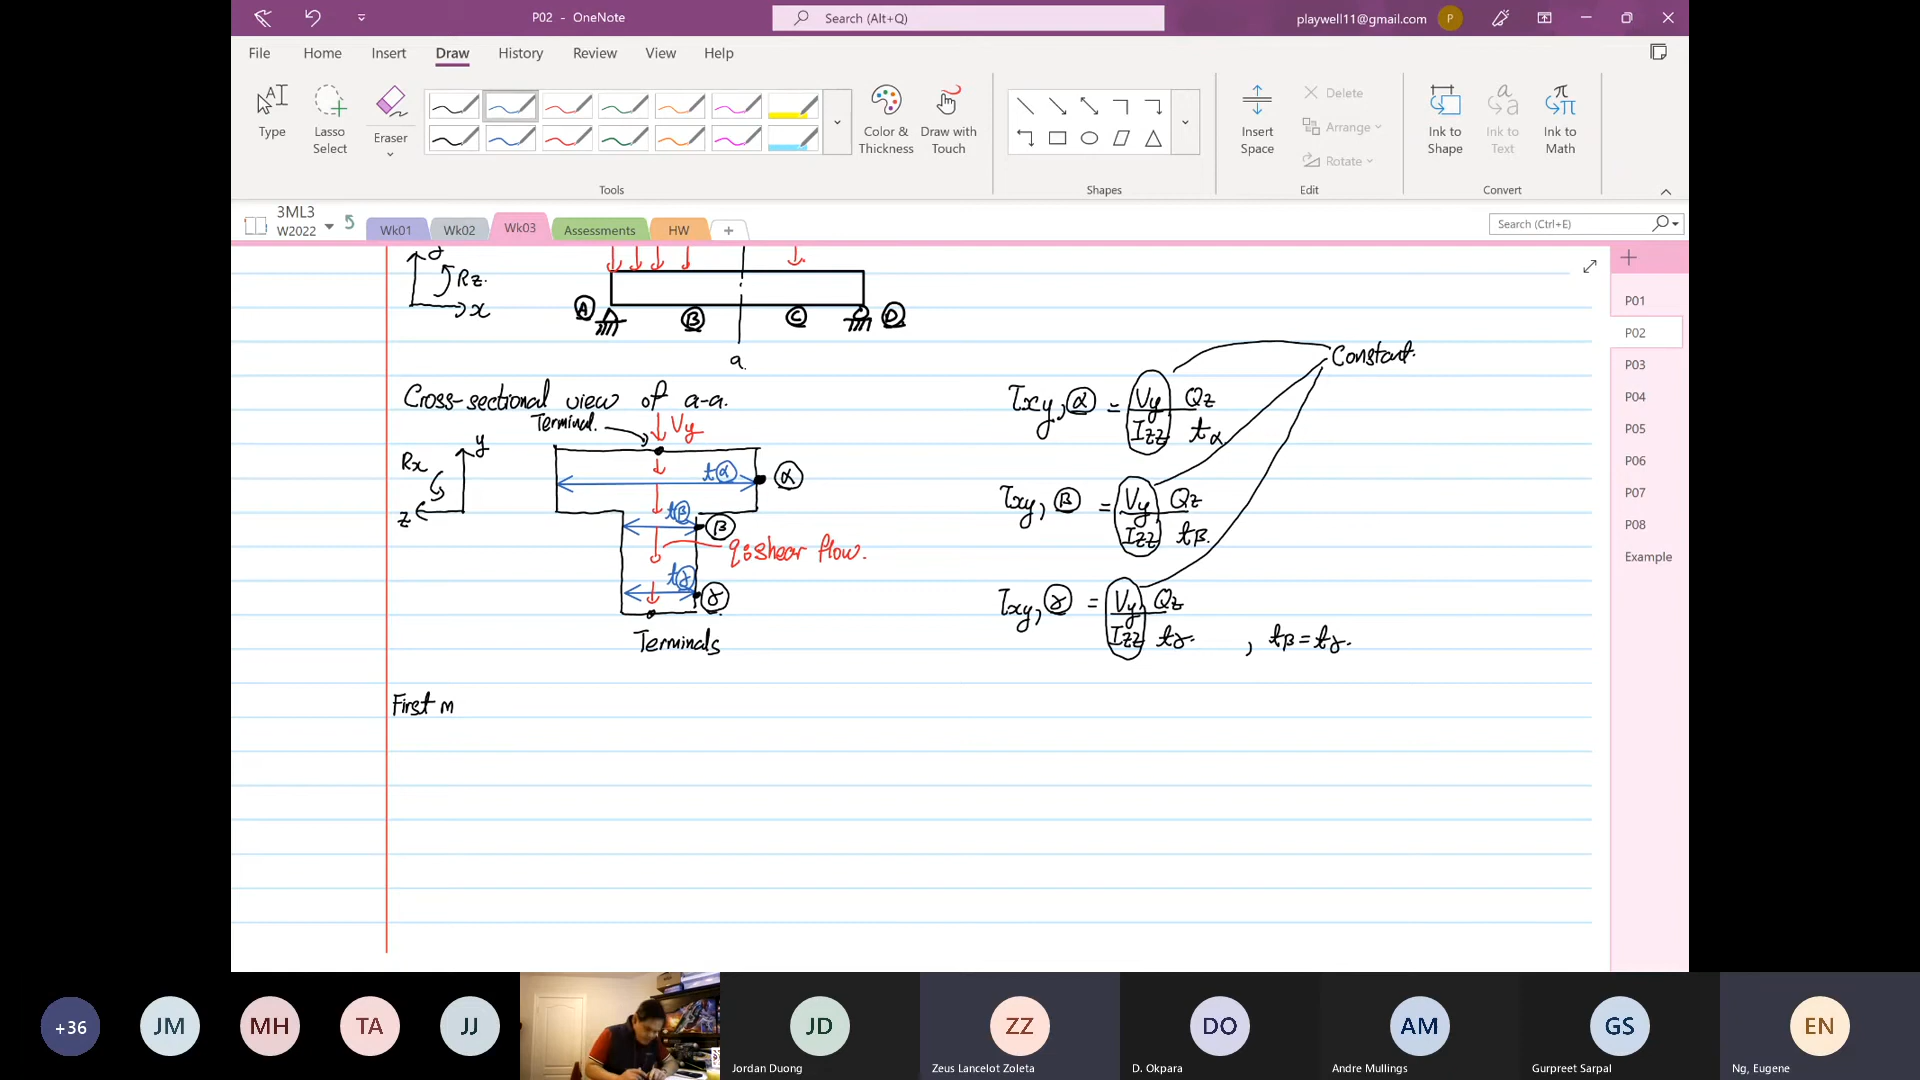 P02 - OneNote
Search (Alt+Q)
playwell11@gmail.com
P
File Home Insert Draw History Review View Help
Type
Lasso Select
Eraser
Color & Thickness
Draw with Touch
Insert Space
Delete
Arrange
Rotate
Ink to Shape
Ink to Text
Ink to Math
Tools
Shapes
Edit
Convert
3ML3
W2022
Wk01 Wk02 Wk03 Assessments HW +
Search (Ctrl+E)
P01
P02
P03
P04
P05
P06
P07
P08
Example
y
Rz.
x
A B C D
a.
Cross-sectional view of a-a.
Terminal.
Vy
Rx y
z
tα α
tβ β
q: shear flow.
tγ γ
Terminals
Constant.
τxy, α = Vy Qz / Izz tα
τxy, β = Vy Qz / Izz tβ.
τxy, γ = Vy Qz / Izz tγ. , tβ = tγ.
First m
+36 JM MH TA JJ JD ZZ DO AM GS EN
Jordan Duong Zeus Lancelot Zoleta D. Okpara Andre Mullings Gurpreet Sarpal Ng, Eugene